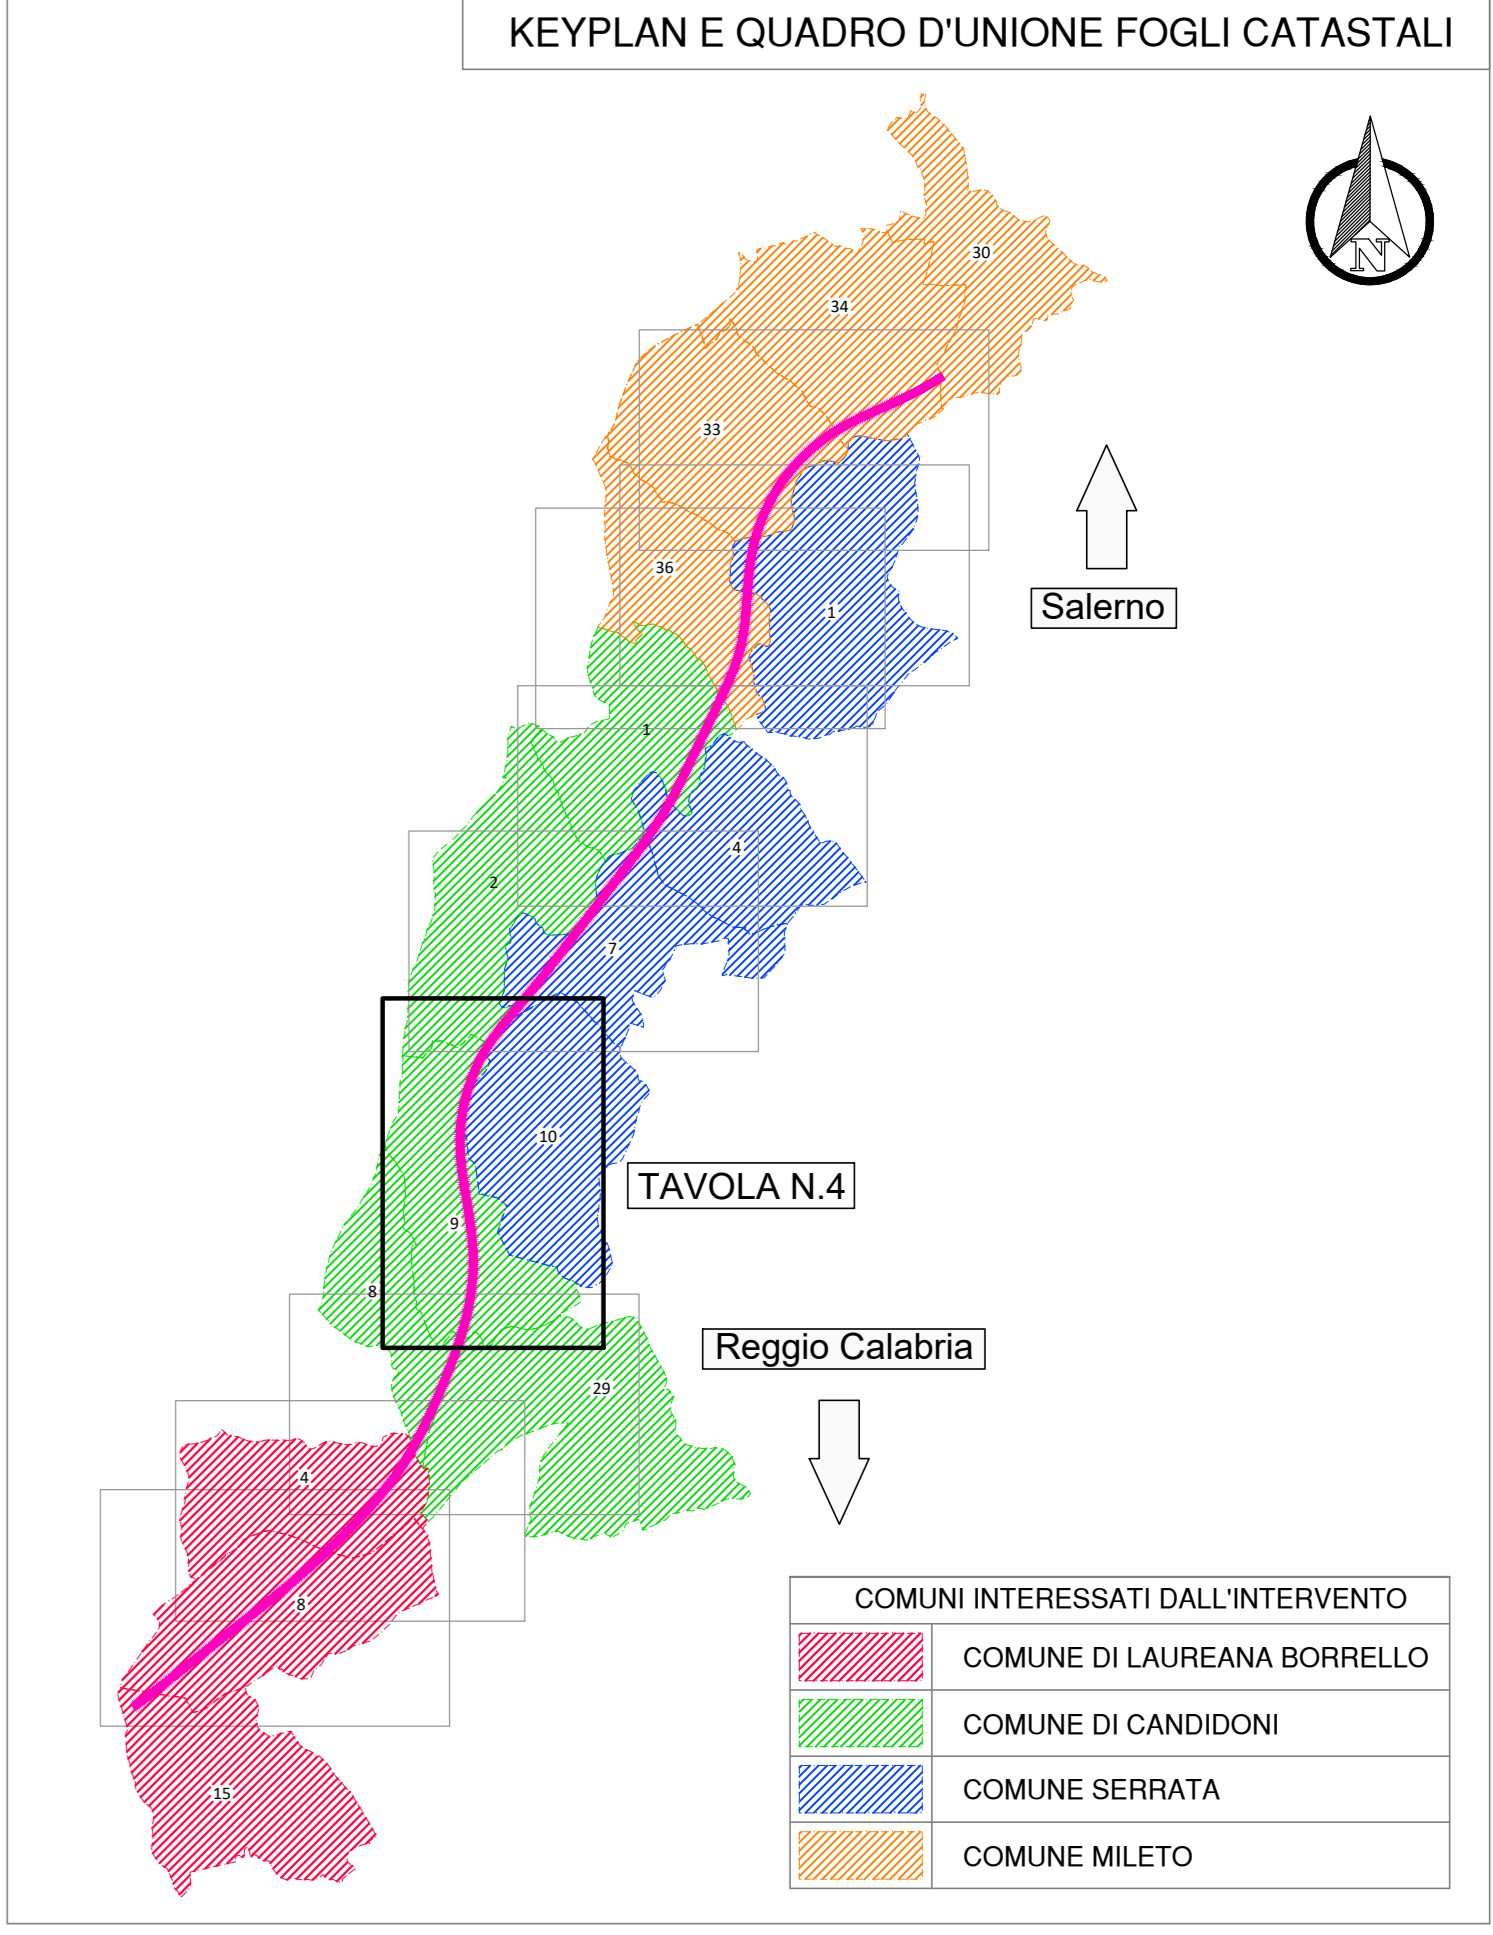 KEYPLAN E QUADRO D'UNIONE FOGLI CATASTALI
N
30
34
33
36
1
Salerno
1
4
2
7
10
TAVOLA N.4
9
8
Reggio Calabria
29
4
8
15
COMUNI INTERESSATI DALL'INTERVENTO
COMUNE DI LAUREANA BORRELLO
COMUNE DI CANDIDONI
COMUNE SERRATA
COMUNE MILETO